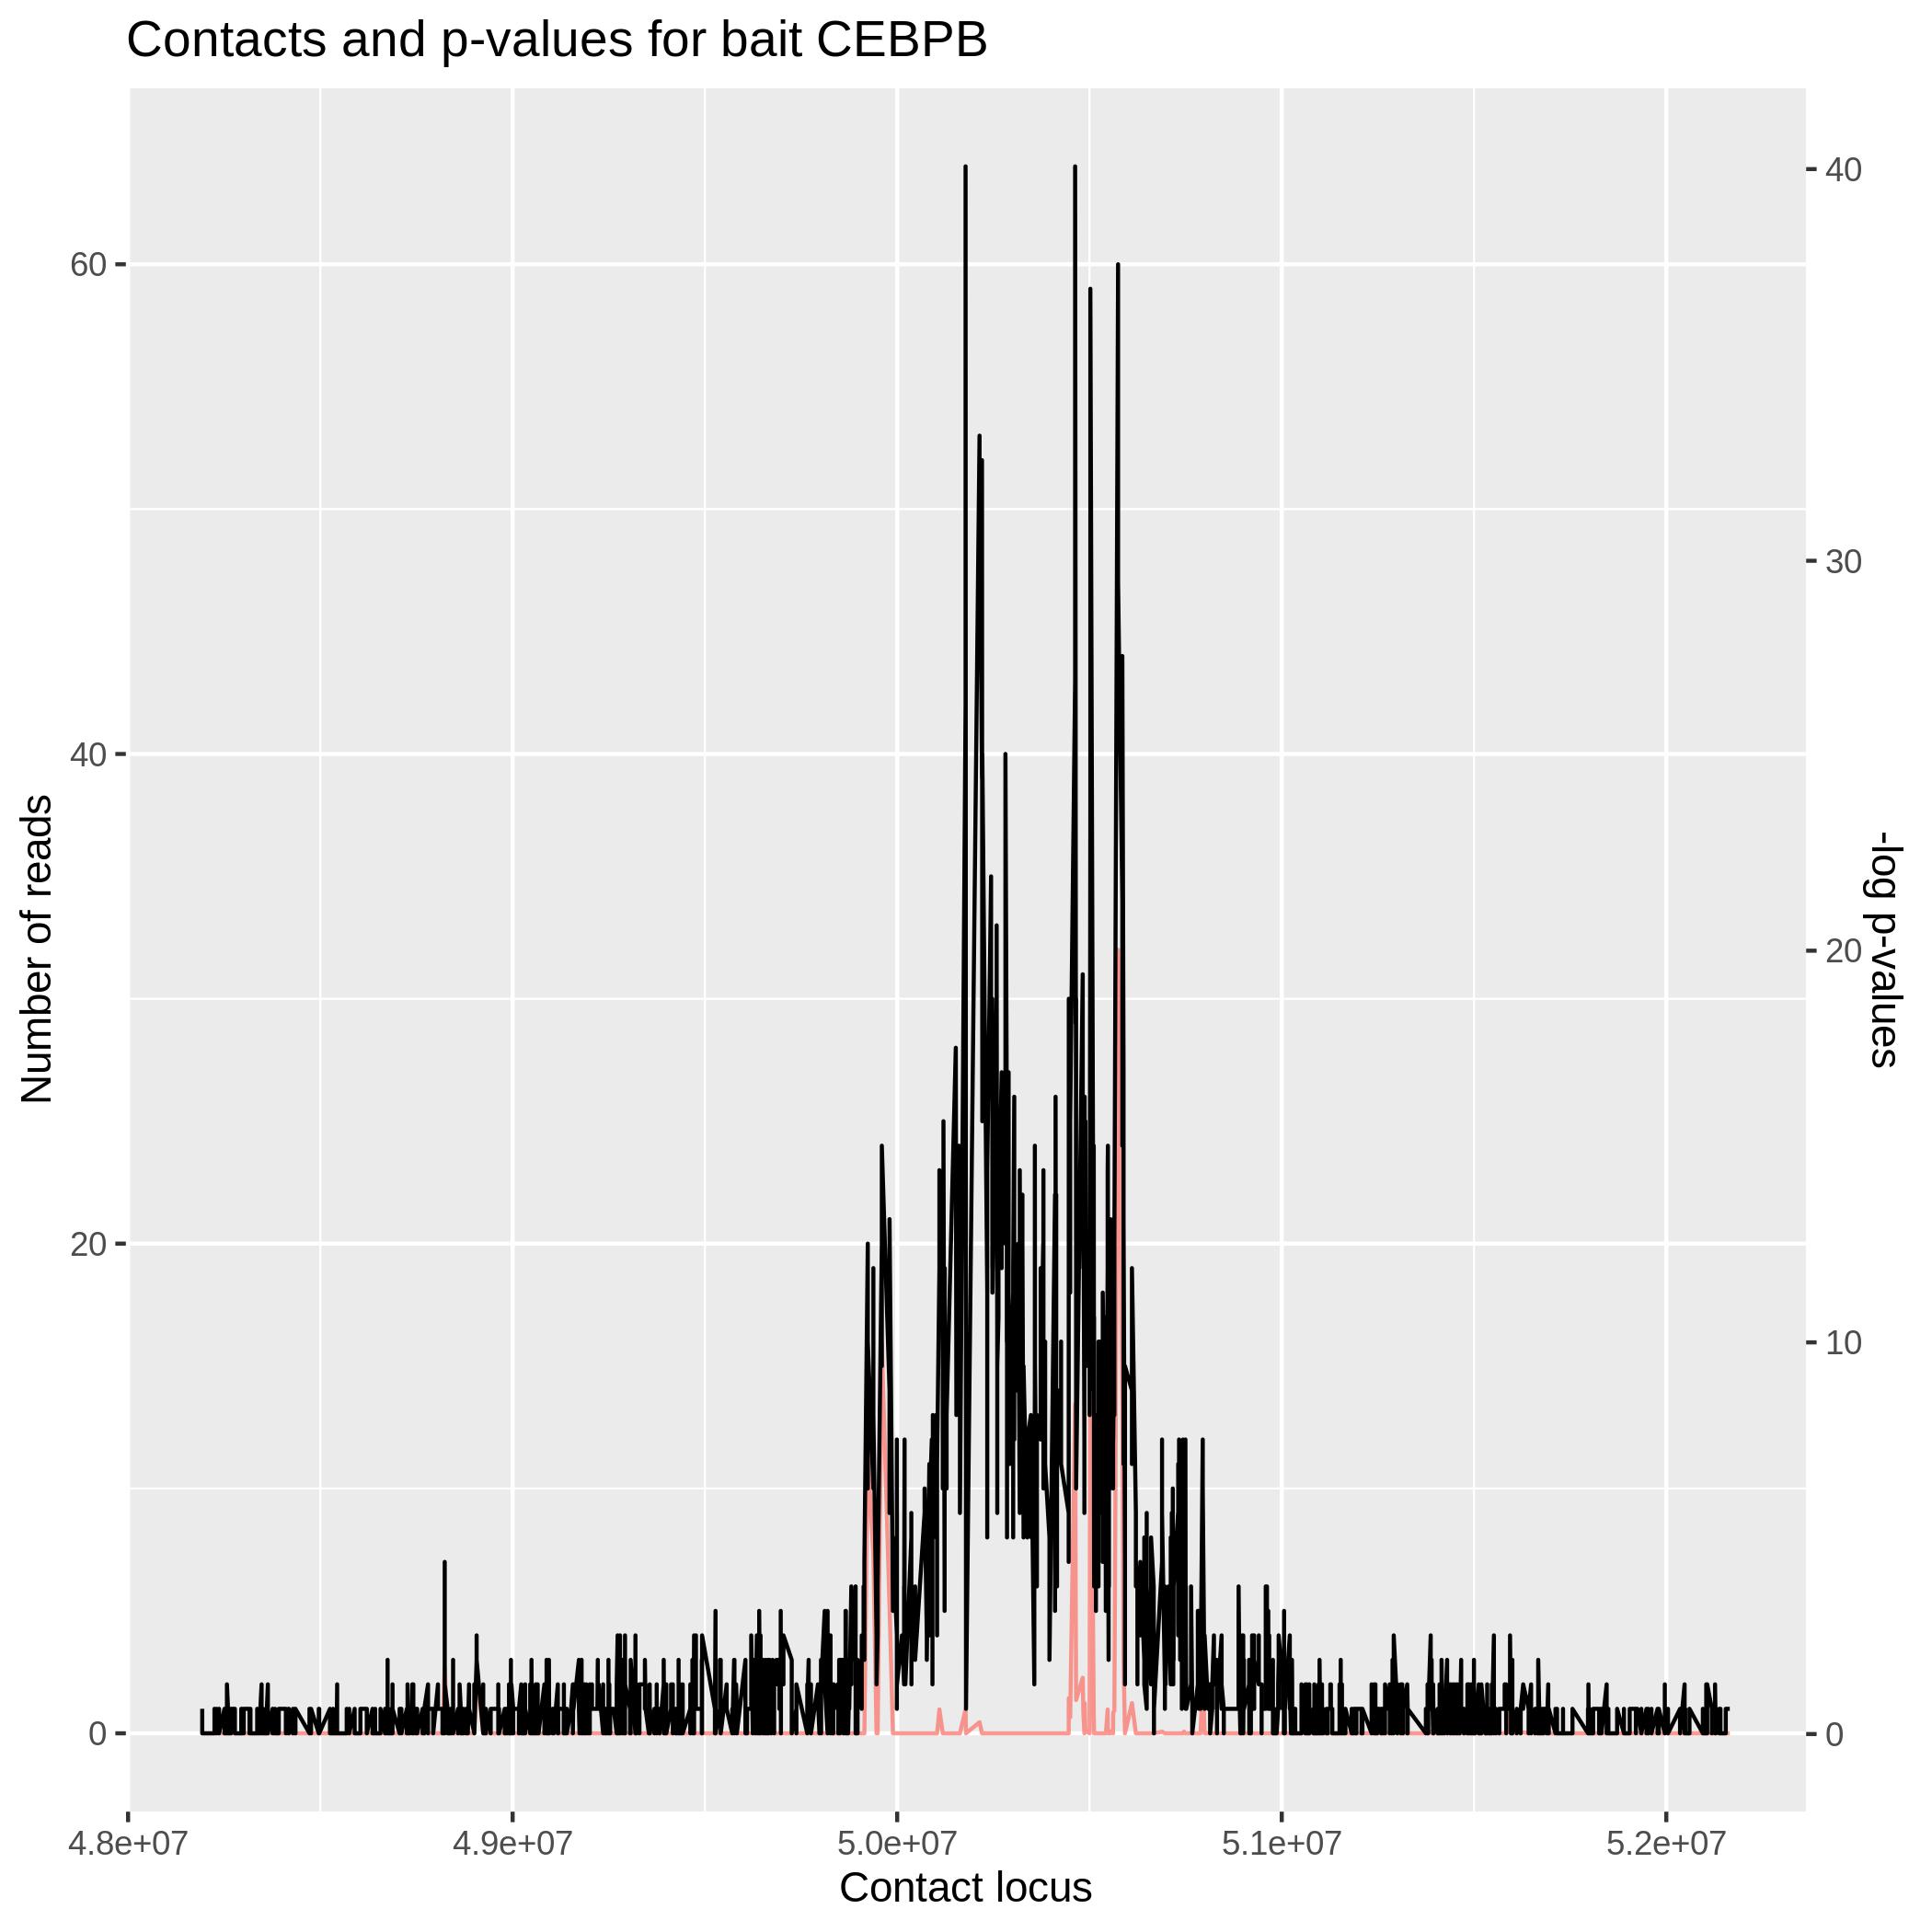 Contacts and p-values for bait CEBPB
60
40
20
0
Number of reads
40
30
20
10
0
-log p-values
4.8e+07 4.9e+07 5.0e+07 5.1e+07 5.2e+07
Contact locus